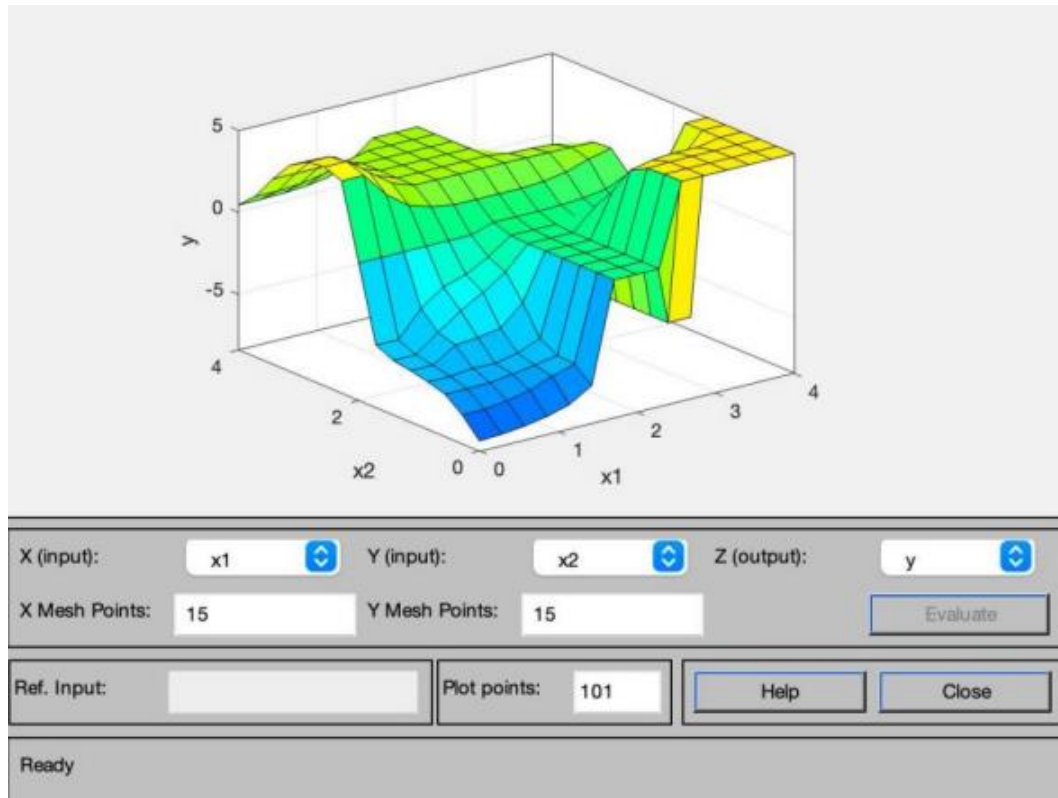 5
0
-5
y
4
2
0
x2
0
1
2
3
4
x1
X (input): x1 Y (input): x2 Z (output): y
X Mesh Points: 15 Y Mesh Points: 15 Evaluate
Ref. Input: Plot points: 101 Help Close
Ready